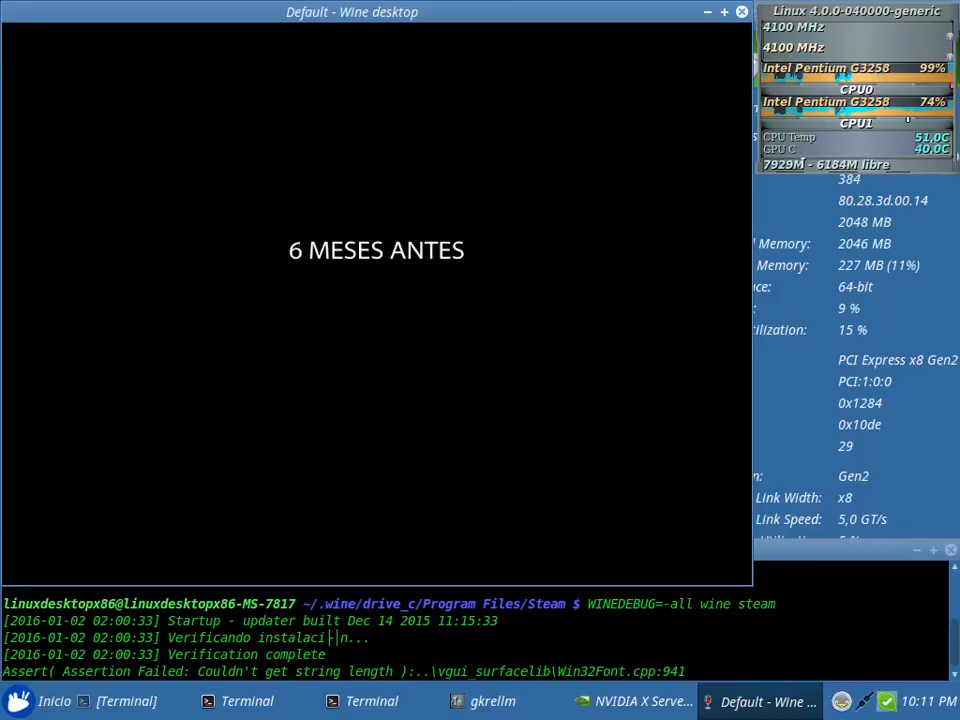 Default - Wine desktop
6 MESES ANTES
Linux 4.0.0-040000-generic
4100 MHz
4100 MHz
Intel Pentium G3258 99%
CPU0
Intel Pentium G3258 74%
CPU1
CPU Temp 51.0C
GPU C 40.0C
7929M - 6184M libre
384
80.28.3d.00.14
2048 MB
Memory: 2046 MB
Memory: 227 MB (11%)
ce: 64-bit
: 9 %
tilization: 15 %
PCI Express x8 Gen2
PCI:1:0:0
0x1284
0x10de
29
n: Gen2
Link Width: x8
Link Speed: 5,0 GT/s
linuxdesktopx86@linuxdesktopx86-MS-7817 ~/.wine/drive_c/Program Files/Steam $ WINEDEBUG=-all wine steam
[2016-01-02 02:00:33] Startup - updater built Dec 14 2015 11:15:33
[2016-01-02 02:00:33] Verificando instalaci├│n...
[2016-01-02 02:00:33] Verification complete
Assert( Assertion Failed: Couldn't get string length ):..\vgui_surfacelib\Win32Font.cpp:941
Inicio [Terminal] Terminal Terminal gkrellm NVIDIA X Serve... Default - Wine ... 10:11 PM